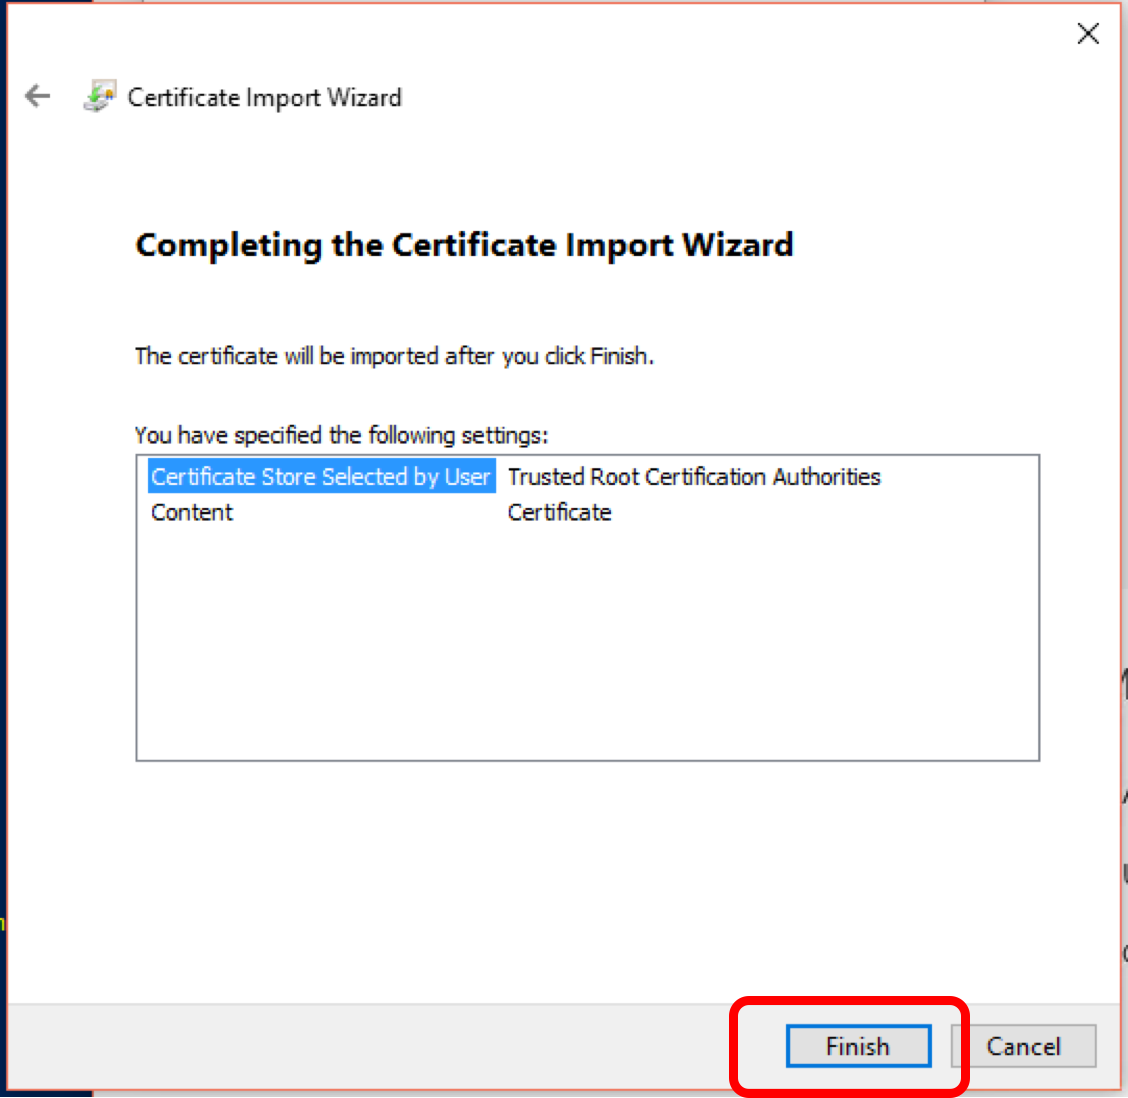 Certificate Import Wizard
Completing the Certificate Import Wizard
The certificate will be imported after you click Finish.
You have specified the following settings:
Certificate Store Selected by User Trusted Root Certification Authorities
Content Certificate
Finish Cancel